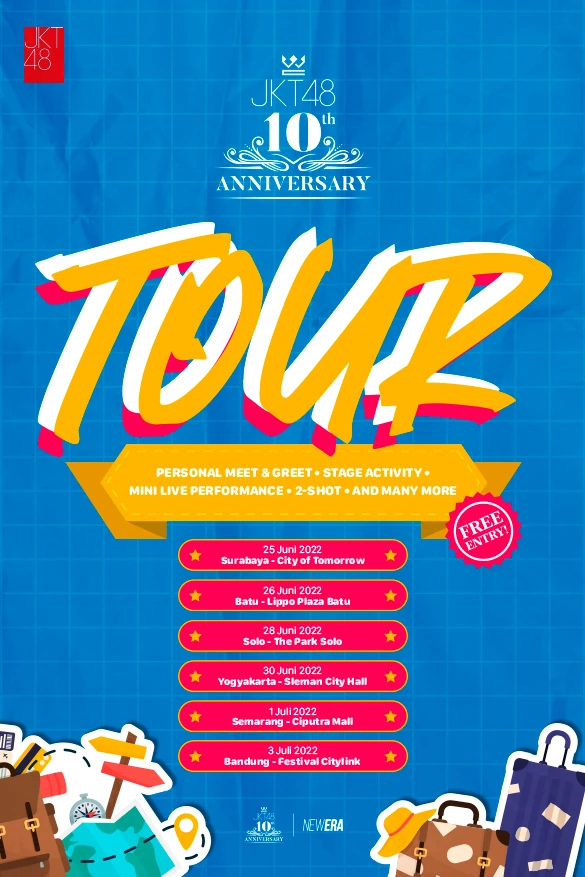 JKT
48
JKT48
10th
ANNIVERSARY
TOUR
PERSONAL MEET & GREET • STAGE ACTIVITY •
MINI LIVE PERFORMANCE • 2-SHOT • AND MANY MORE
FREE
ENTRY!
25 Juni 2022
Surabaya - City of Tomorrow
26 Juni 2022
Batu - Lippo Plaza Batu
28 Juni 2022
Solo - The Park Solo
30 Juni 2022
Yogyakarta - Sleman City Hall
1 Juli 2022
Semarang - Ciputra Mall
3 Juli 2022
Bandung - Festival Citylink
JKT48
10th
ANNIVERSARY
NEWERA